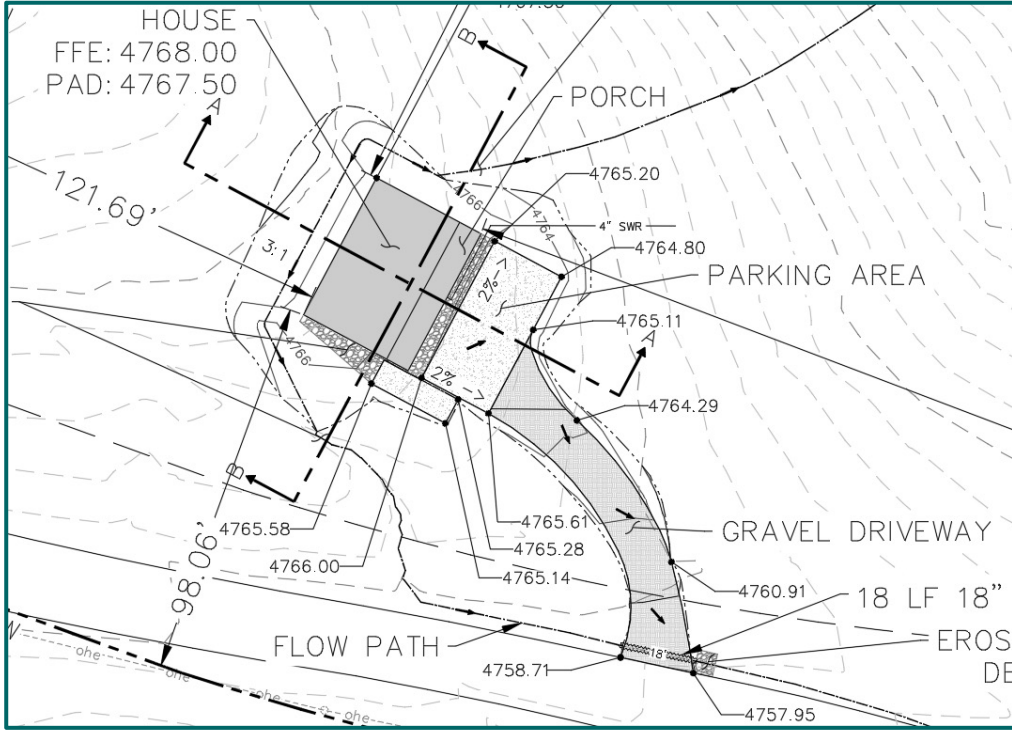 HOUSE
FFE: 4768.00
PAD: 4767.50
B
PORCH
A
4765.20
121.69'
4766
4764
4" SWR
4764.80
3:1
2% ->
PARKING AREA
4765.11
A
4766
2% ->
4764.29
B
4765.58
4765.61
GRAVEL DRIVEWAY
4765.28
4766.00
4765.14
4760.91
98.06'
18 LF 18"
FLOW PATH
18'
EROS
DE
4758.71
4757.95
ohe
ohe
ohe
ohe